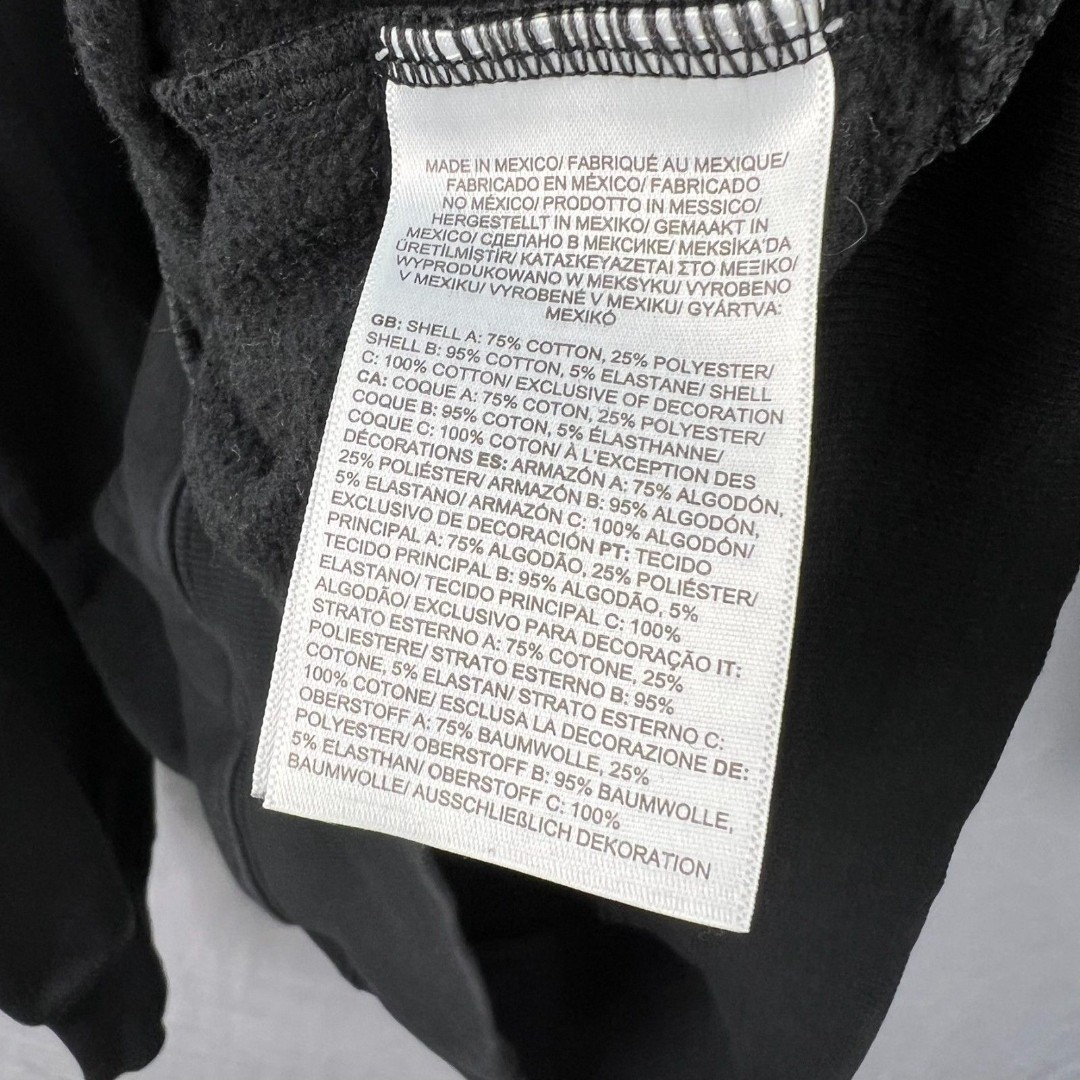 MADE IN MEXICO/ FABRIQUÉ AU MEXIQUE/
FABRICADO EN MÉXICO/ FABRICADO
NO MÉXICO/ PRODOTTO IN MESSICO/
HERGESTELLT IN MEXIKO/ GEMAAKT IN
MEXICO/ СДЕЛАНО В МЕКСИКЕ/ MEKSİKA'DA
ÜRETİLMİŞTİR/ ΚΑΤΑΣΚΕΥΑΖΕΤΑΙ ΣΤΟ ΜΕΞΙΚΟ/
WYPRODUKOWANO W MEKSYKU/ VYROBENO
V MEXIKU/ VYROBENÉ V MEXIKU/ GYÁRTVA:
MEXIKÓ
GB: SHELL A: 75% COTTON, 25% POLYESTER/
SHELL B: 95% COTTON, 5% ELASTANE/ SHELL
C: 100% COTTON/ EXCLUSIVE OF DECORATION
CA: COQUE A: 75% COTON, 25% POLYESTER/
COQUE B: 95% COTON, 5% ÉLASTHANNE/
COQUE C: 100% COTON/ À L'EXCEPTION DES
DÉCORATIONS ES: ARMAZÓN A: 75% ALGODÓN,
25% POLIÉSTER/ ARMAZÓN B: 95% ALGODÓN,
5% ELASTANO/ ARMAZÓN C: 100% ALGODÓN/
EXCLUSIVO DE DECORACIÓN PT: TECIDO
PRINCIPAL A: 75% ALGODÃO, 25% POLIÉSTER/
TECIDO PRINCIPAL B: 95% ALGODÃO, 5%
ELASTANO/ TECIDO PRINCIPAL C: 100%
ALGODÃO/ EXCLUSIVO PARA DECORAÇÃO IT:
STRATO ESTERNO A: 75% COTONE, 25%
POLIESTERE/ STRATO ESTERNO B: 95%
COTONE, 5% ELASTAN/ STRATO ESTERNO C:
100% COTONE/ ESCLUSA LA DECORAZIONE DE:
OBERSTOFF A: 75% BAUMWOLLE, 25%
POLYESTER/ OBERSTOFF B: 95% BAUMWOLLE,
5% ELASTHAN/ OBERSTOFF C: 100%
BAUMWOLLE/ AUSSCHLIEßLICH DEKORATION